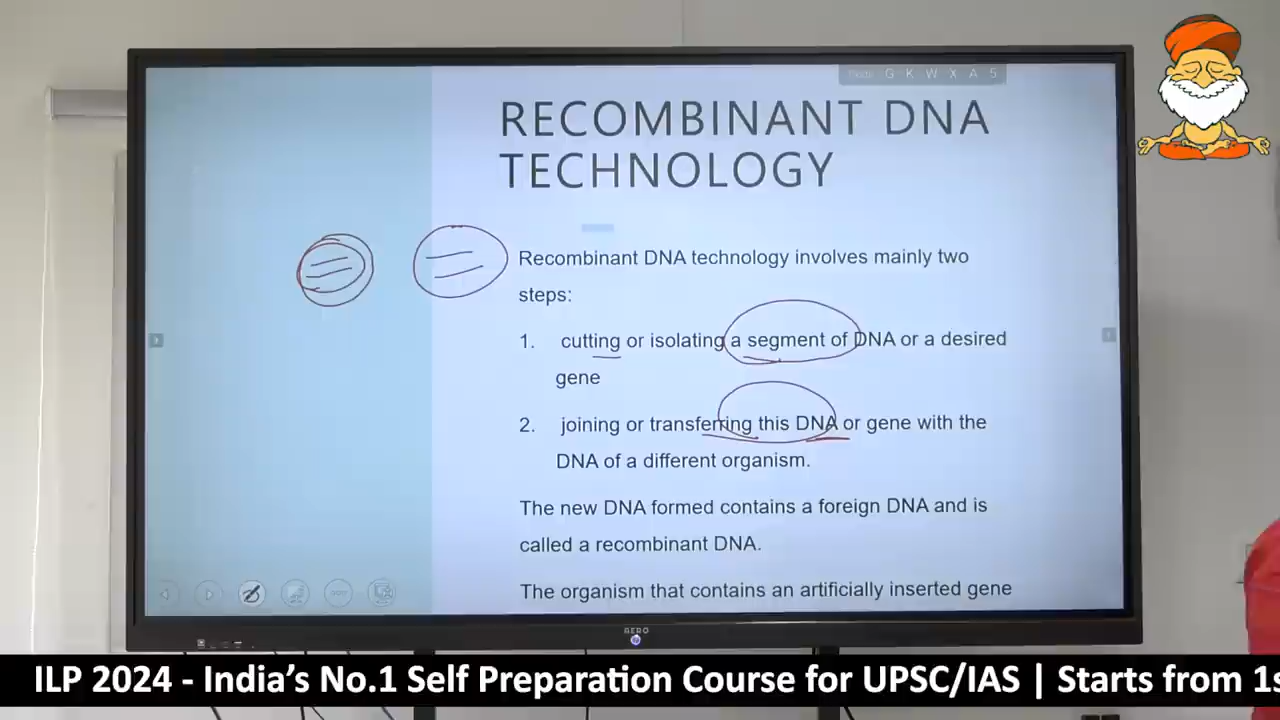 Code: G K W X A 5
RECOMBINANT DNA
TECHNOLOGY
Recombinant DNA technology involves mainly two
steps:
1. cutting or isolating a segment of DNA or a desired
gene
2. joining or transferring this DNA or gene with the
DNA of a different organism.
The new DNA formed contains a foreign DNA and is
called a recombinant DNA.
The organism that contains an artificially inserted gene
ILP 2024 - India’s No.1 Self Preparation Course for UPSC/IAS | Starts from 1s